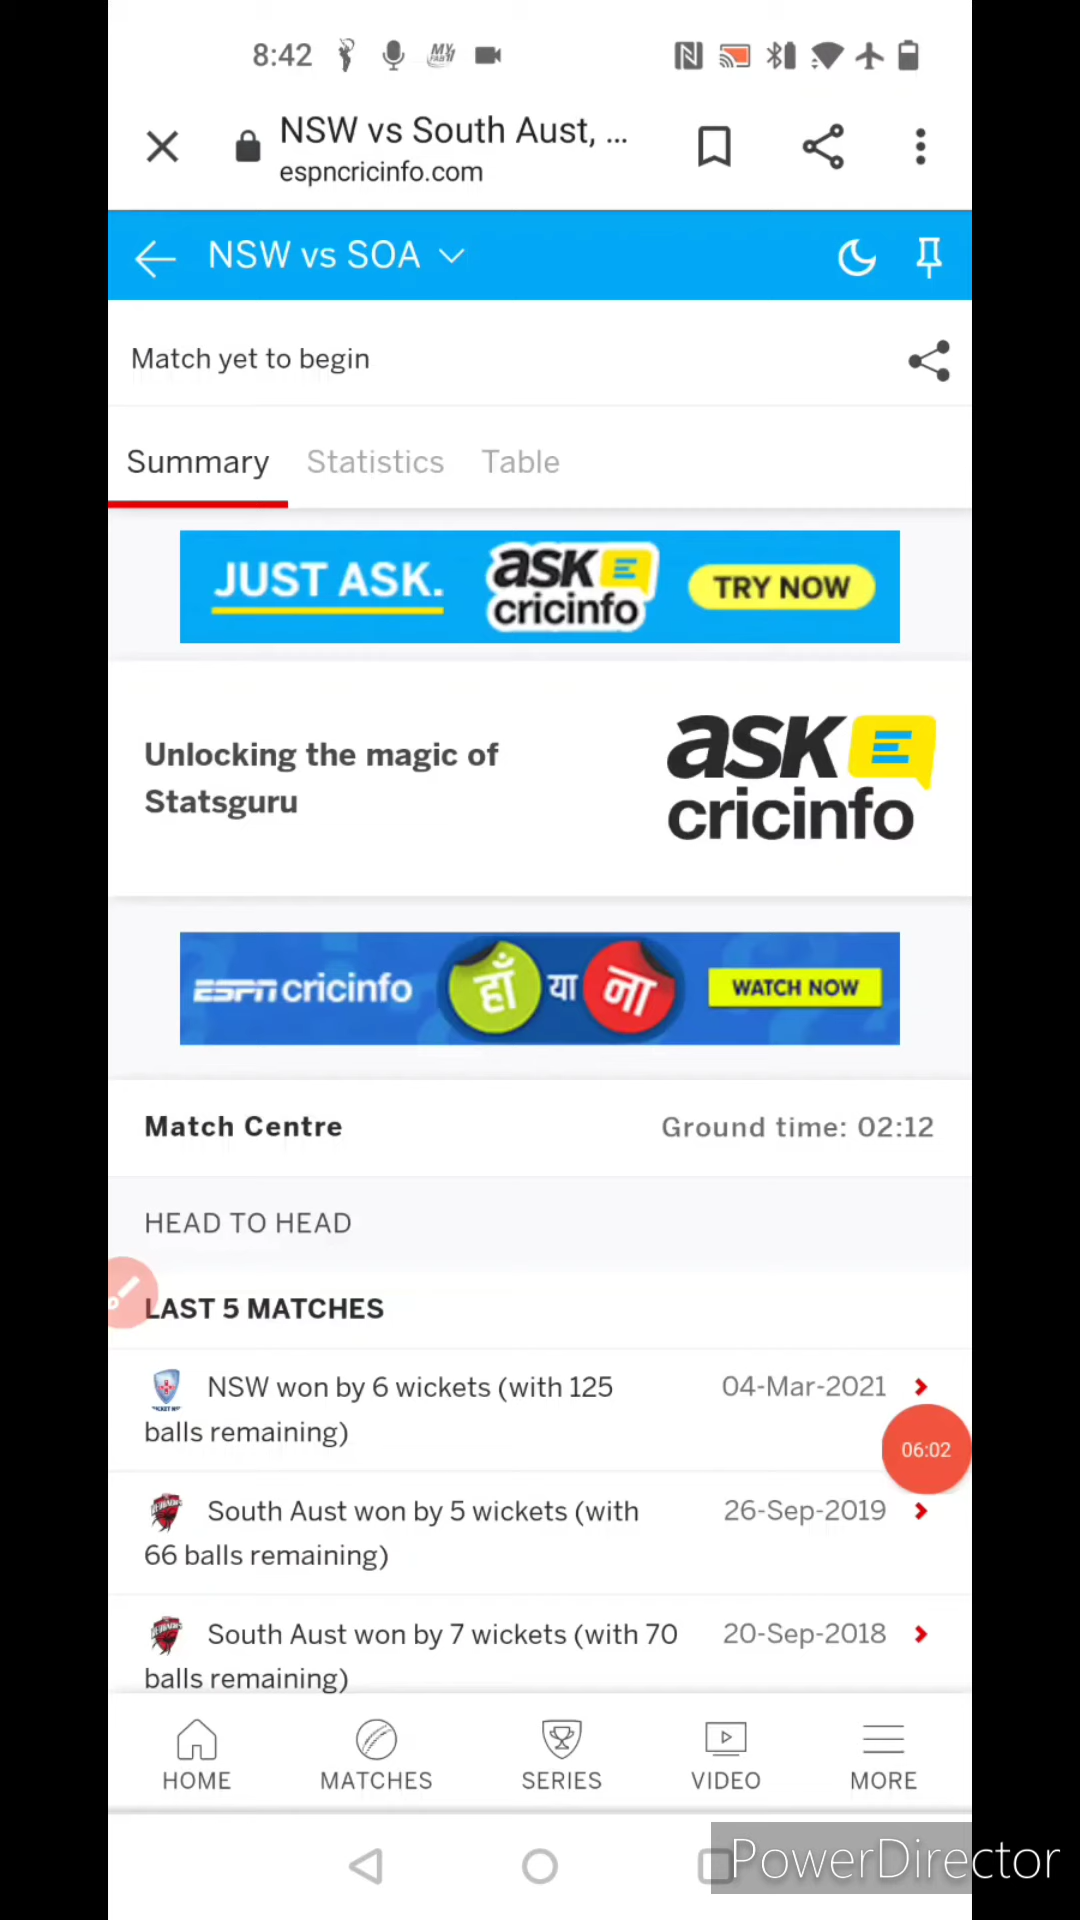 8:42
NSW vs South Aust, ...
espncricinfo.com
NSW vs SOA
Match yet to begin
Summary Statistics Table
JUST ASK. ask cricinfo TRY NOW
Unlocking the magic of
Statsguru
ask
cricinfo
ESPN cricinfo हाँ या ना WATCH NOW
Match Centre Ground time: 02:12
HEAD TO HEAD
LAST 5 MATCHES
NSW won by 6 wickets (with 125 04-Mar-2021
balls remaining)
06:02
South Aust won by 5 wickets (with 26-Sep-2019
66 balls remaining)
South Aust won by 7 wickets (with 70 20-Sep-2018
balls remaining)
HOME MATCHES SERIES VIDEO MORE
PowerDirector